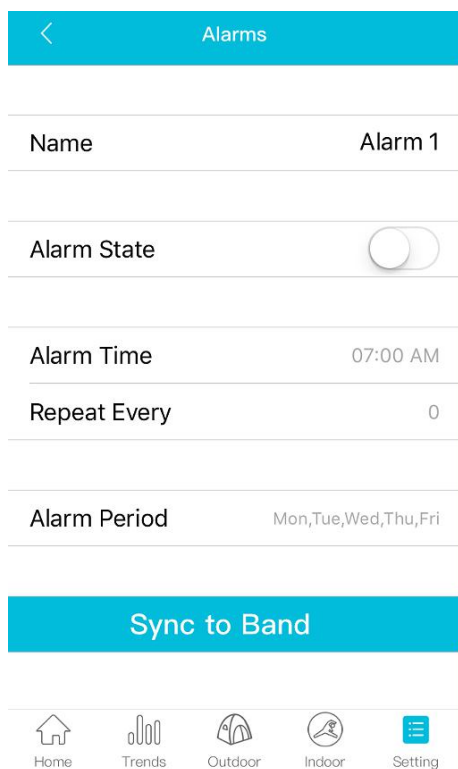 Alarms
Name Alarm 1
Alarm State
Alarm Time 07:00 AM
Repeat Every 0
Alarm Period Mon,Tue,Wed,Thu,Fri
Sync to Band
Home Trends Outdoor Indoor Setting